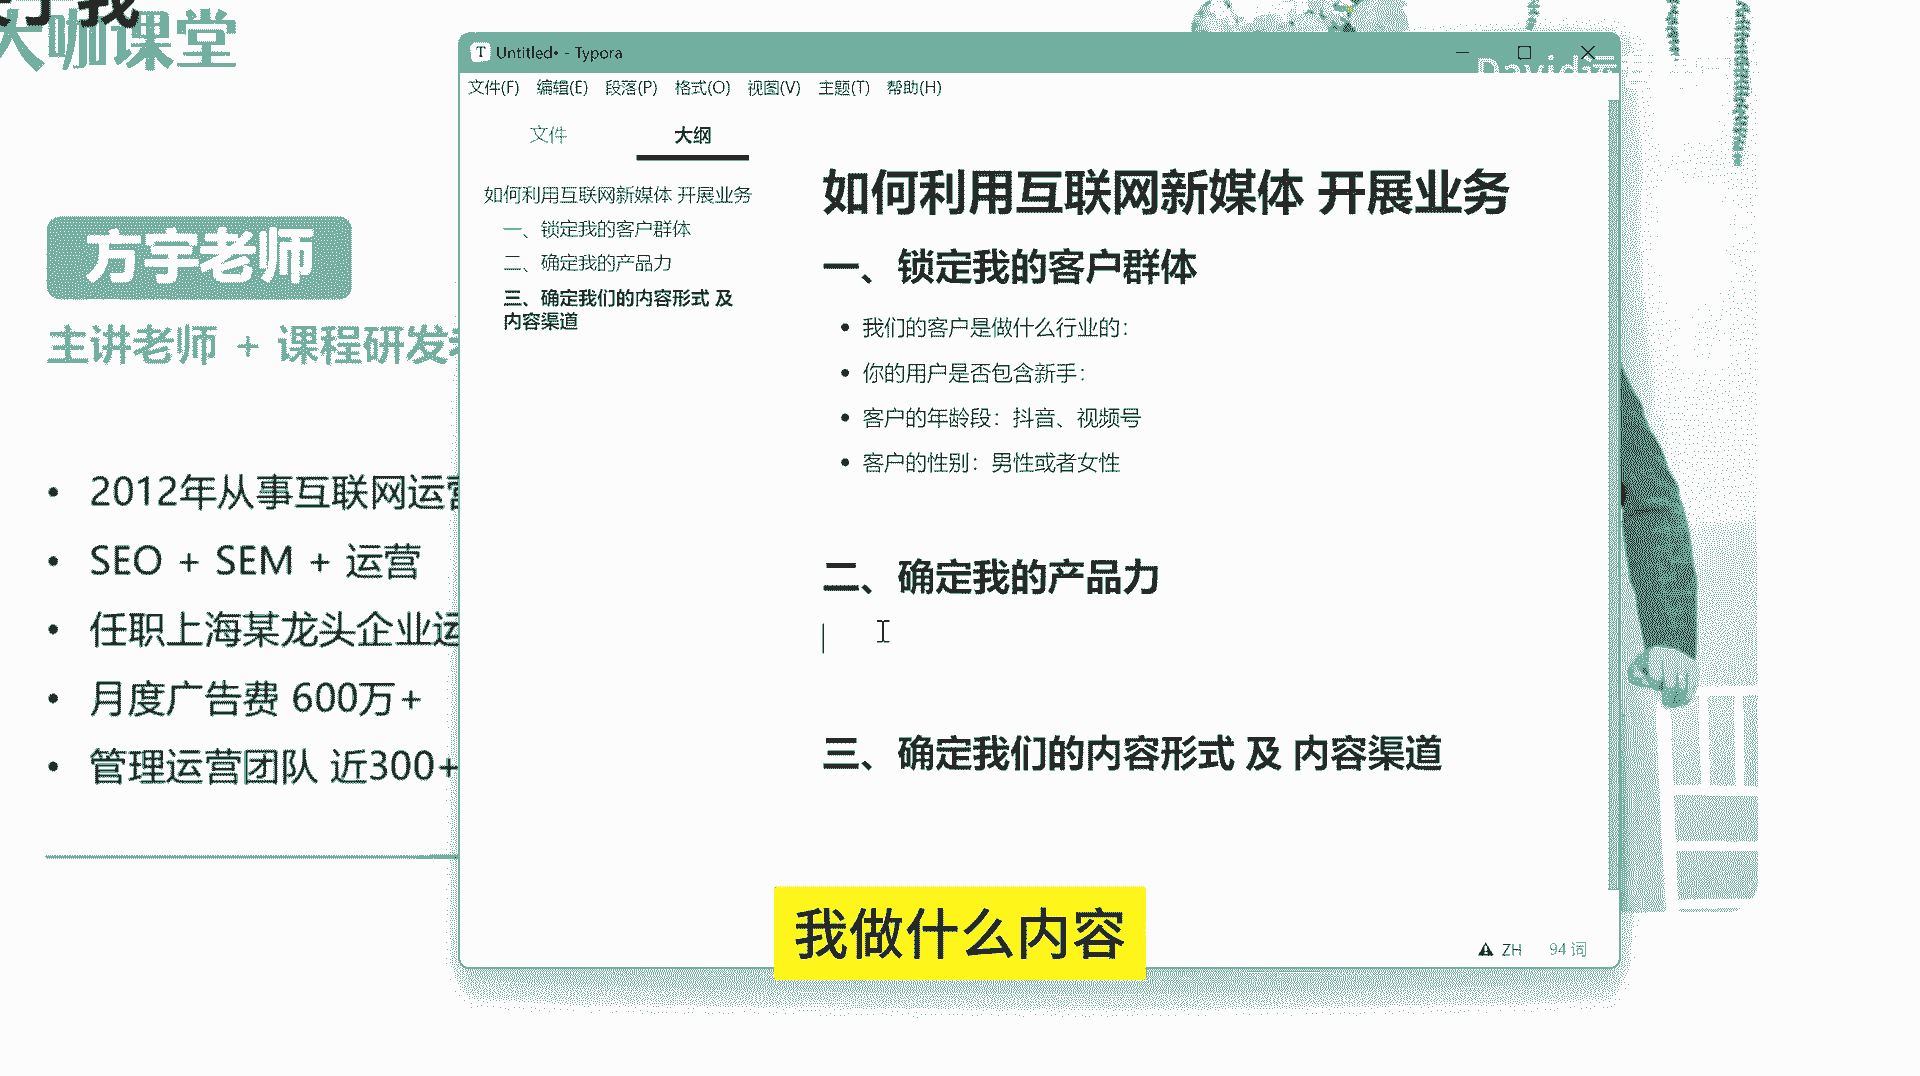 大咖课堂
方宇老师
主讲老师 + 课程研发
2012年从事互联网运营
SEO + SEM + 运营
任职上海某龙头企业运
月度广告费 600万+
管理运营团队 近300+
Untitled• - Typora
文件(F) 编辑(E) 段落(P) 格式(O) 视图(V) 主题(T) 帮助(H)
文件 大纲
如何利用互联网新媒体 开展业务
一、锁定我的客户群体
二、确定我的产品力
三、确定我们的内容形式 及
内容渠道
如何利用互联网新媒体 开展业务
一、锁定我的客户群体
我们的客户是做什么行业的：
你的用户是否包含新手：
客户的年龄段：抖音、视频号
客户的性别：男性或者女性
二、确定我的产品力
三、确定我们的内容形式 及 内容渠道
我做什么内容
ZH 94 词